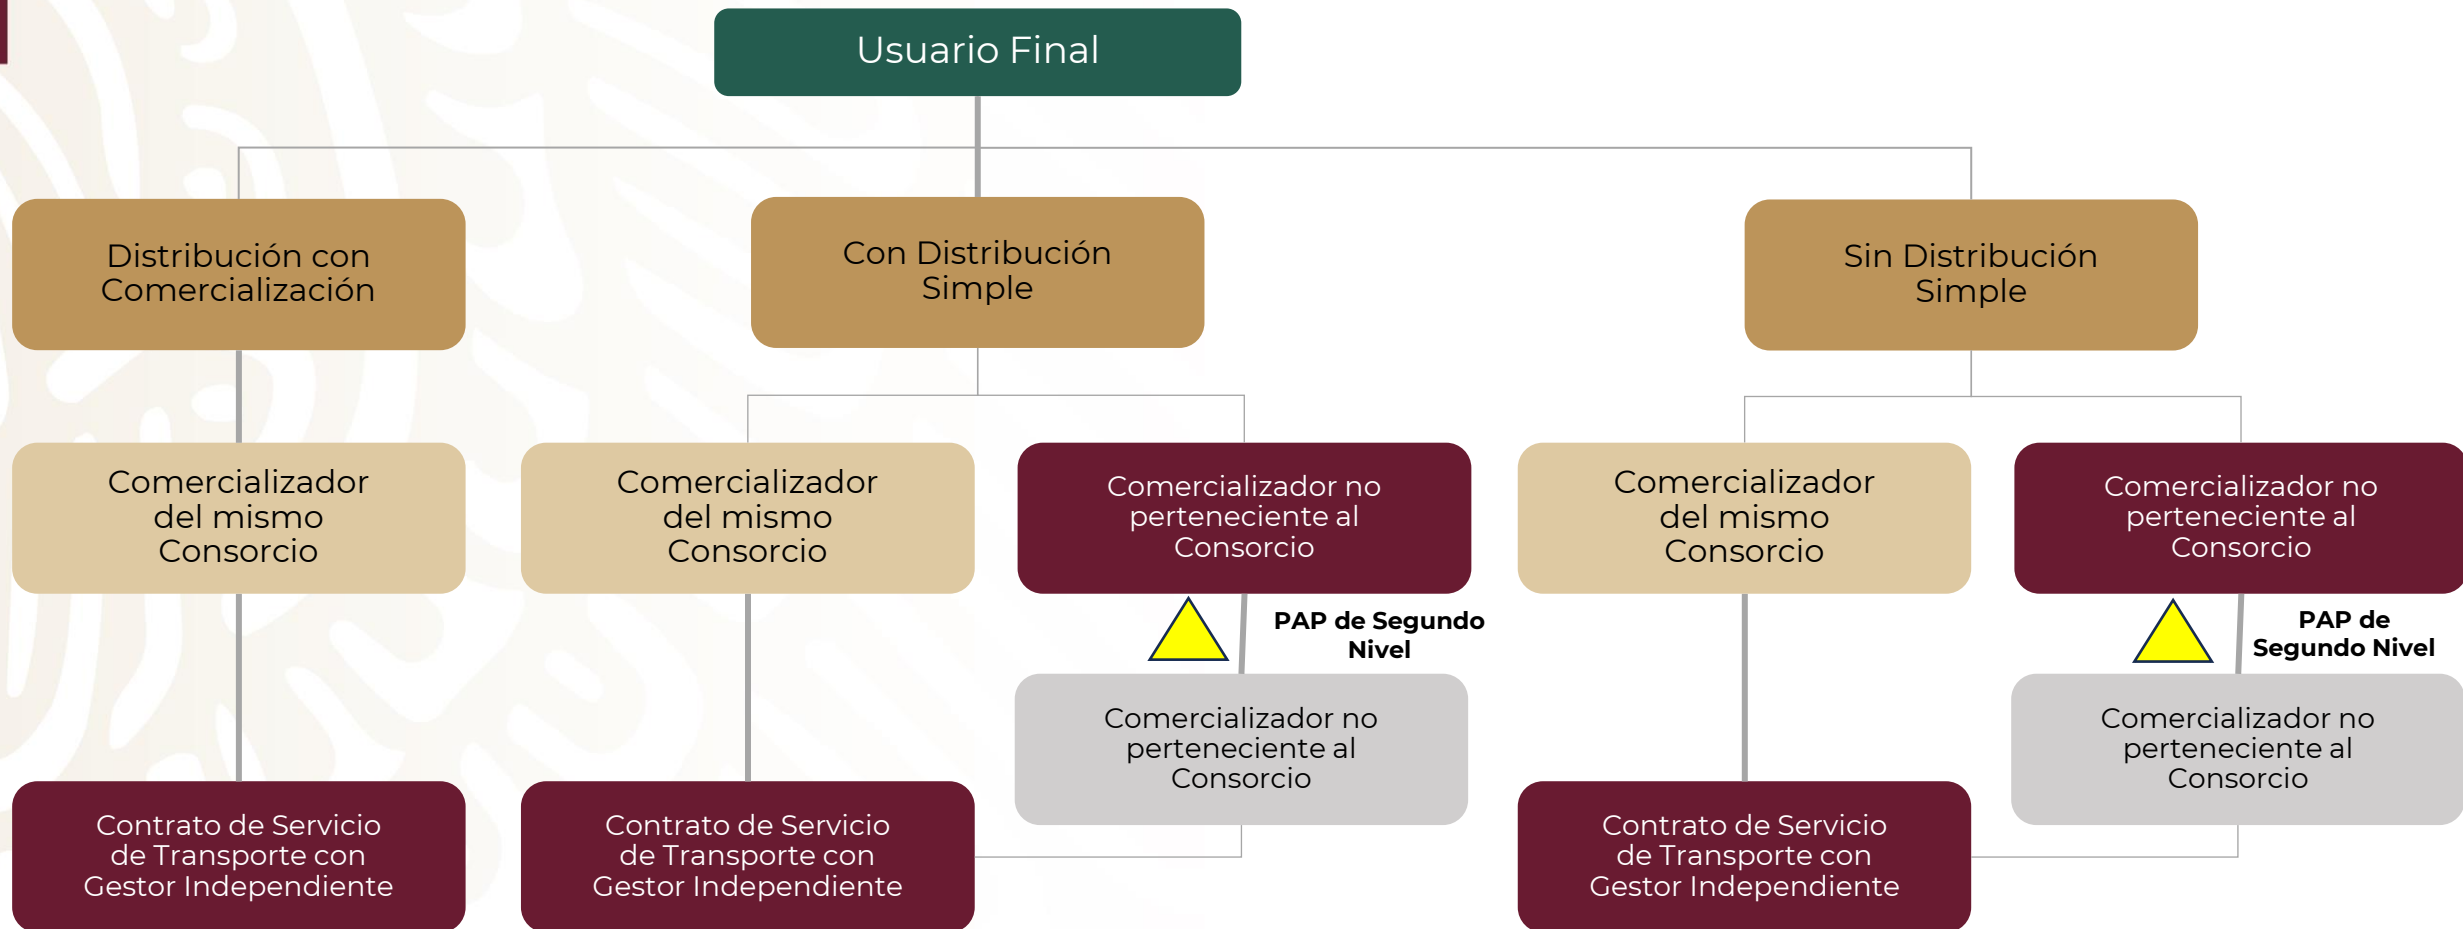 Usuario Final
Distribución con
Comercialización
Con Distribución
Simple
Sin Distribución
Simple
Comercializador
del mismo
Consorcio
Comercializador
del mismo
Consorcio
Comercializador no
perteneciente al
Consorcio
Comercializador
del mismo
Consorcio
Comercializador no
perteneciente al
Consorcio
PAP de Segundo
Nivel
PAP de
Segundo Nivel
Comercializador no
perteneciente al
Consorcio
Comercializador no
perteneciente al
Consorcio
Contrato de Servicio
de Transporte con
Gestor Independiente
Contrato de Servicio
de Transporte con
Gestor Independiente
Contrato de Servicio
de Transporte con
Gestor Independiente